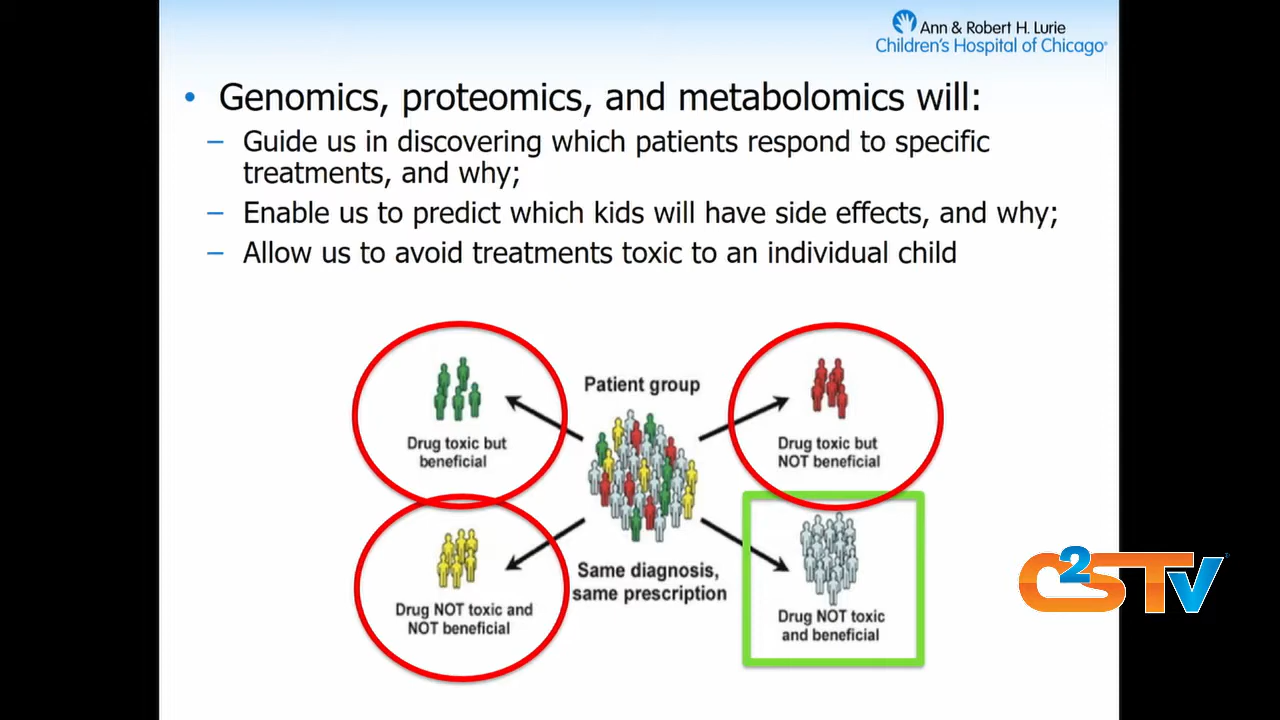 Ann & Robert H. Lurie
Children's Hospital of Chicago®
• Genomics, proteomics, and metabolomics will:
– Guide us in discovering which patients respond to specific
treatments, and why;
– Enable us to predict which kids will have side effects, and why;
– Allow us to avoid treatments toxic to an individual child
Patient group
Drug toxic but
beneficial
Drug toxic but
NOT beneficial
Same diagnosis,
same prescription
Drug NOT toxic and
NOT beneficial
Drug NOT toxic
and beneficial
C2STV